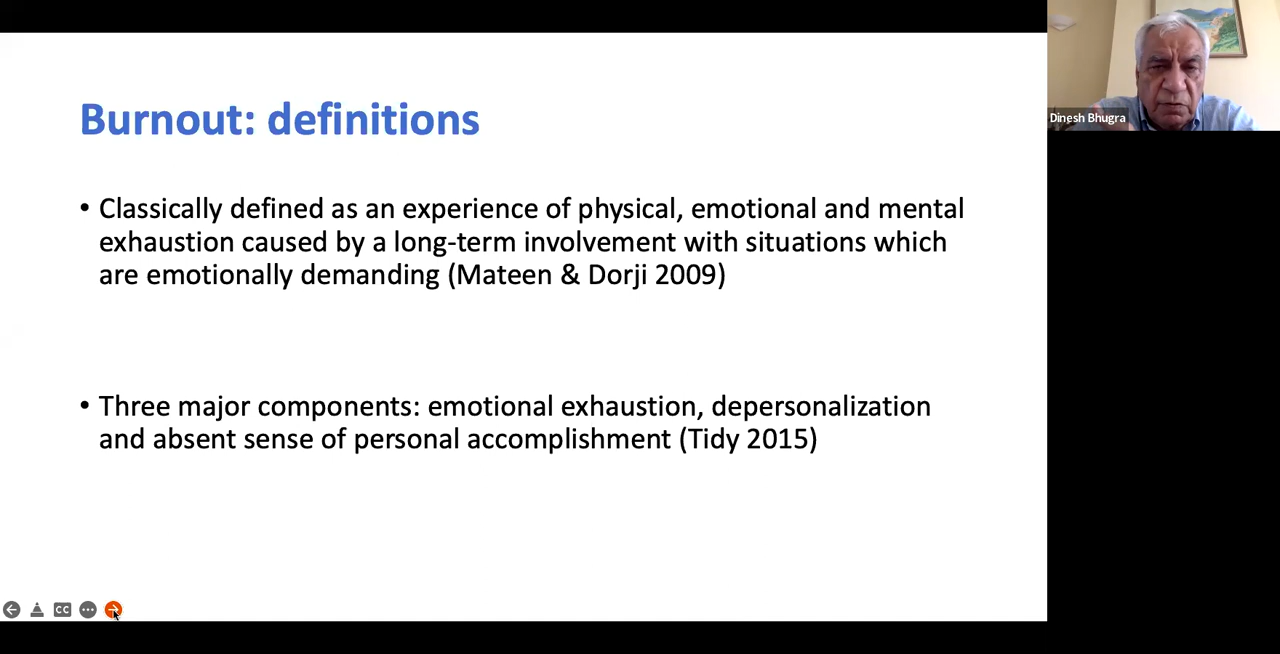 Burnout: definitions
• Classically defined as an experience of physical, emotional and mental
exhaustion caused by a long-term involvement with situations which
are emotionally demanding (Mateen & Dorji 2009)
• Three major components: emotional exhaustion, depersonalization
and absent sense of personal accomplishment (Tidy 2015)
Dinesh Bhugra
CC